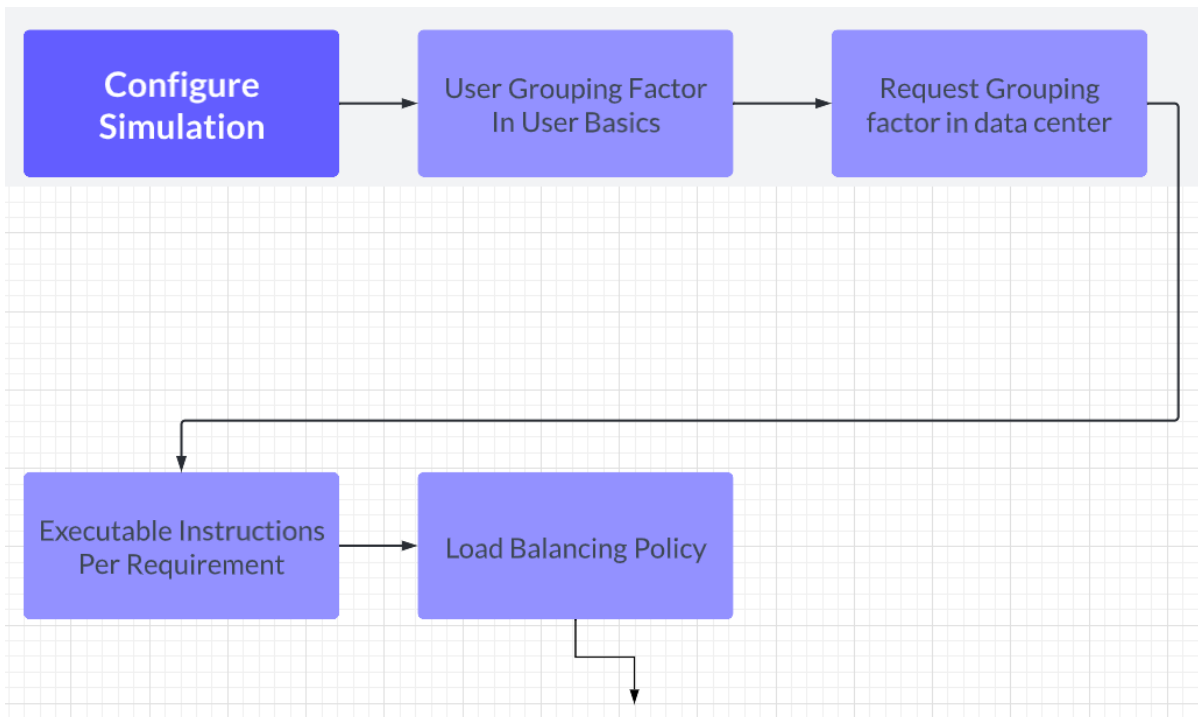 Configure
Simulation
User Grouping Factor
In User Basics
Request Grouping
factor in data center
Executable Instructions
Per Requirement
Load Balancing Policy